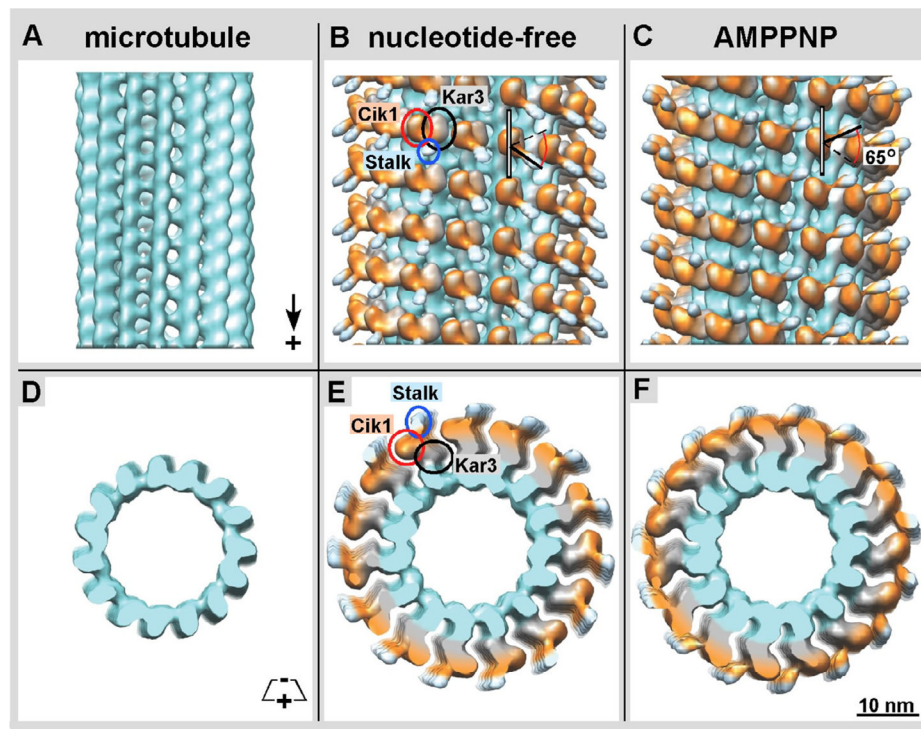 A microtubule
B nucleotide-free
C AMPPNP
Cik1
Kar3
Stalk
65°
+
D
E
Stalk
Cik1
Kar3
F
-
+
10 nm